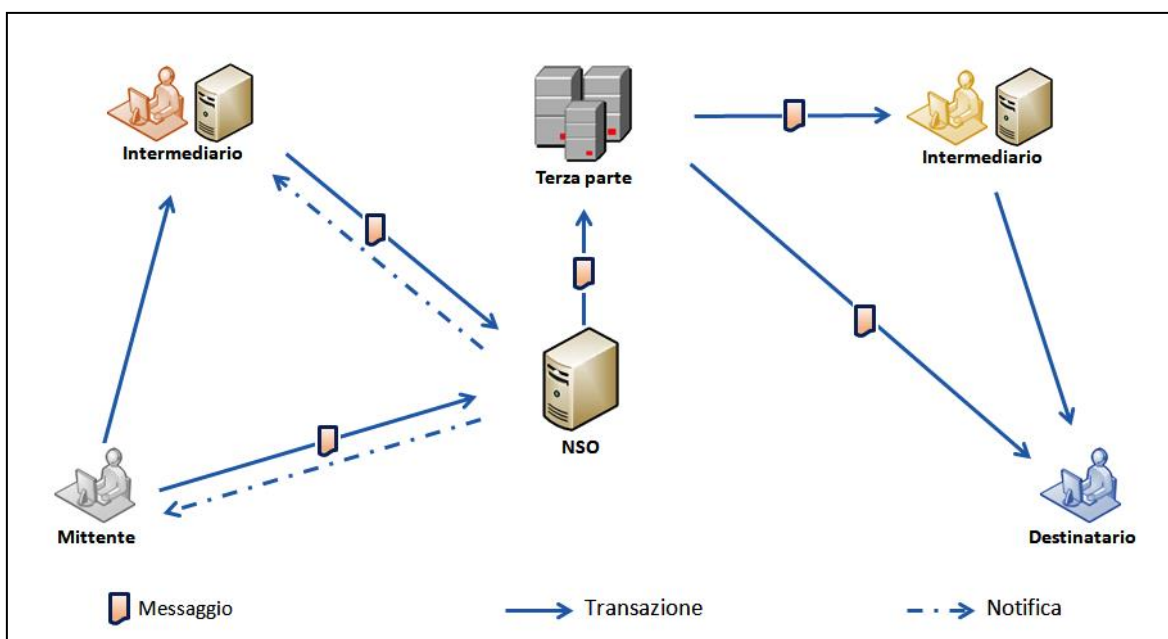 Intermediario
Terza parte
Intermediario
NSO
Mittente
Destinatario
Messaggio
Transazione
Notifica